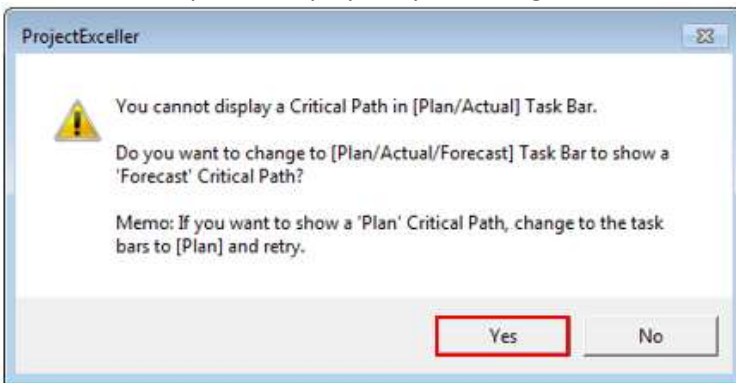 ProjectExceller
You cannot display a Critical Path in [Plan/Actual] Task Bar.
Do you want to change to [Plan/Actual/Forecast] Task Bar to show a
'Forecast' Critical Path?
Memo: If you want to show a 'Plan' Critical Path, change to the task
bars to [Plan] and retry.
Yes No